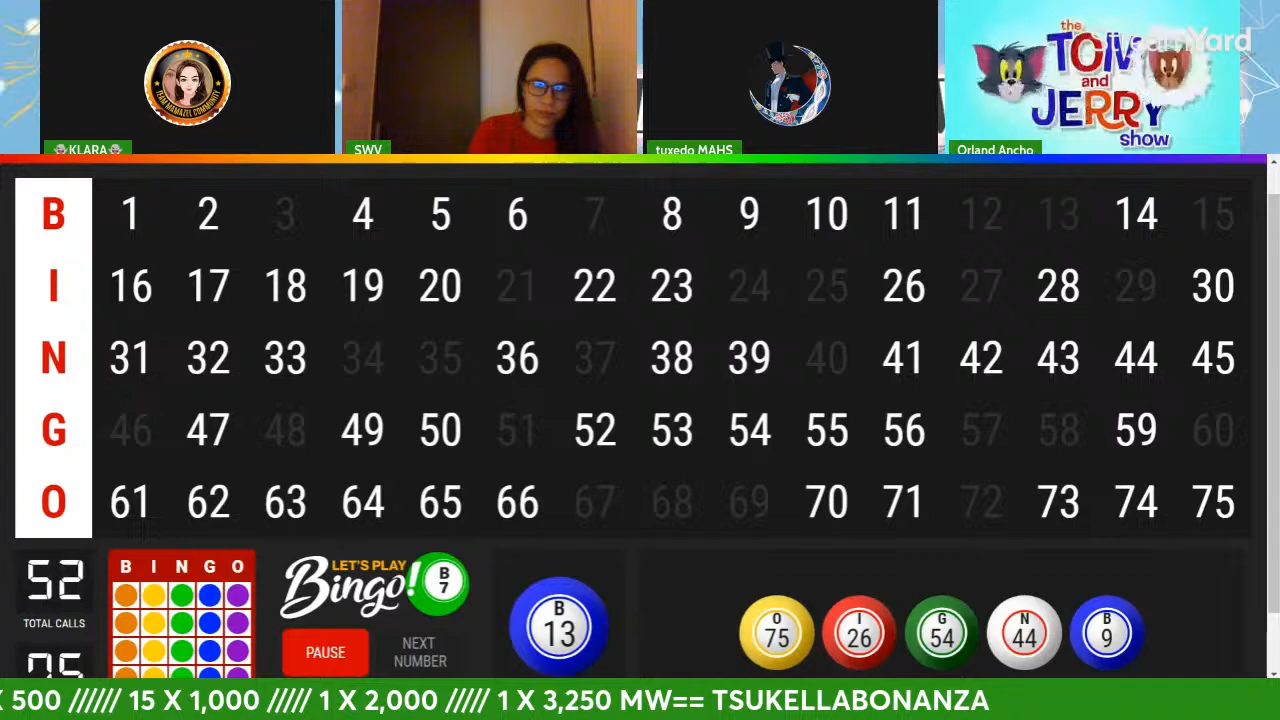 TEAM MAMAZEL COMMUNITY
the
TOM
and
JERRY
show
👻KLARA👻
SWV
tuxedo MAHS
Orland Ancho
B 1 2 3 4 5 6 7 8 9 10 11 12 13 14 15
I 16 17 18 19 20 21 22 23 24 25 26 27 28 29 30
N 31 32 33 34 35 36 37 38 39 40 41 42 43 44 45
G 46 47 48 49 50 51 52 53 54 55 56 57 58 59 60
O 61 62 63 64 65 66 67 68 69 70 71 72 73 74 75
52
TOTAL CALLS
75
B I N G O
LET'S PLAY
Bingo!
B
7
PAUSE
NEXT
NUMBER
B
13
O
75
I
26
G
54
N
44
B
9
X 500 ////// 15 X 1,000 ///// 1 X 2,000 ///// 1 X 3,250 MW== TSUKELLABONANZA